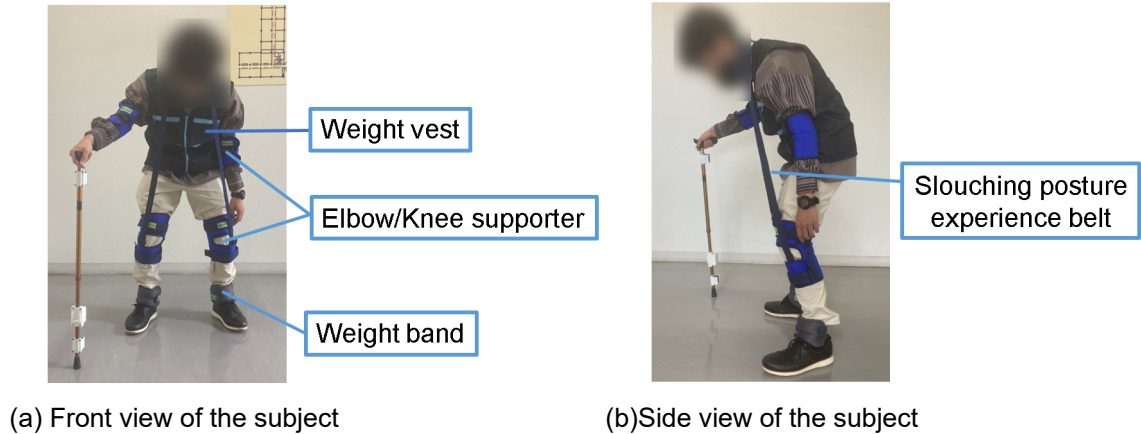 Weight vest
Elbow/Knee supporter
Weight band
Slouching posture
experience belt
(a) Front view of the subject
(b)Side view of the subject